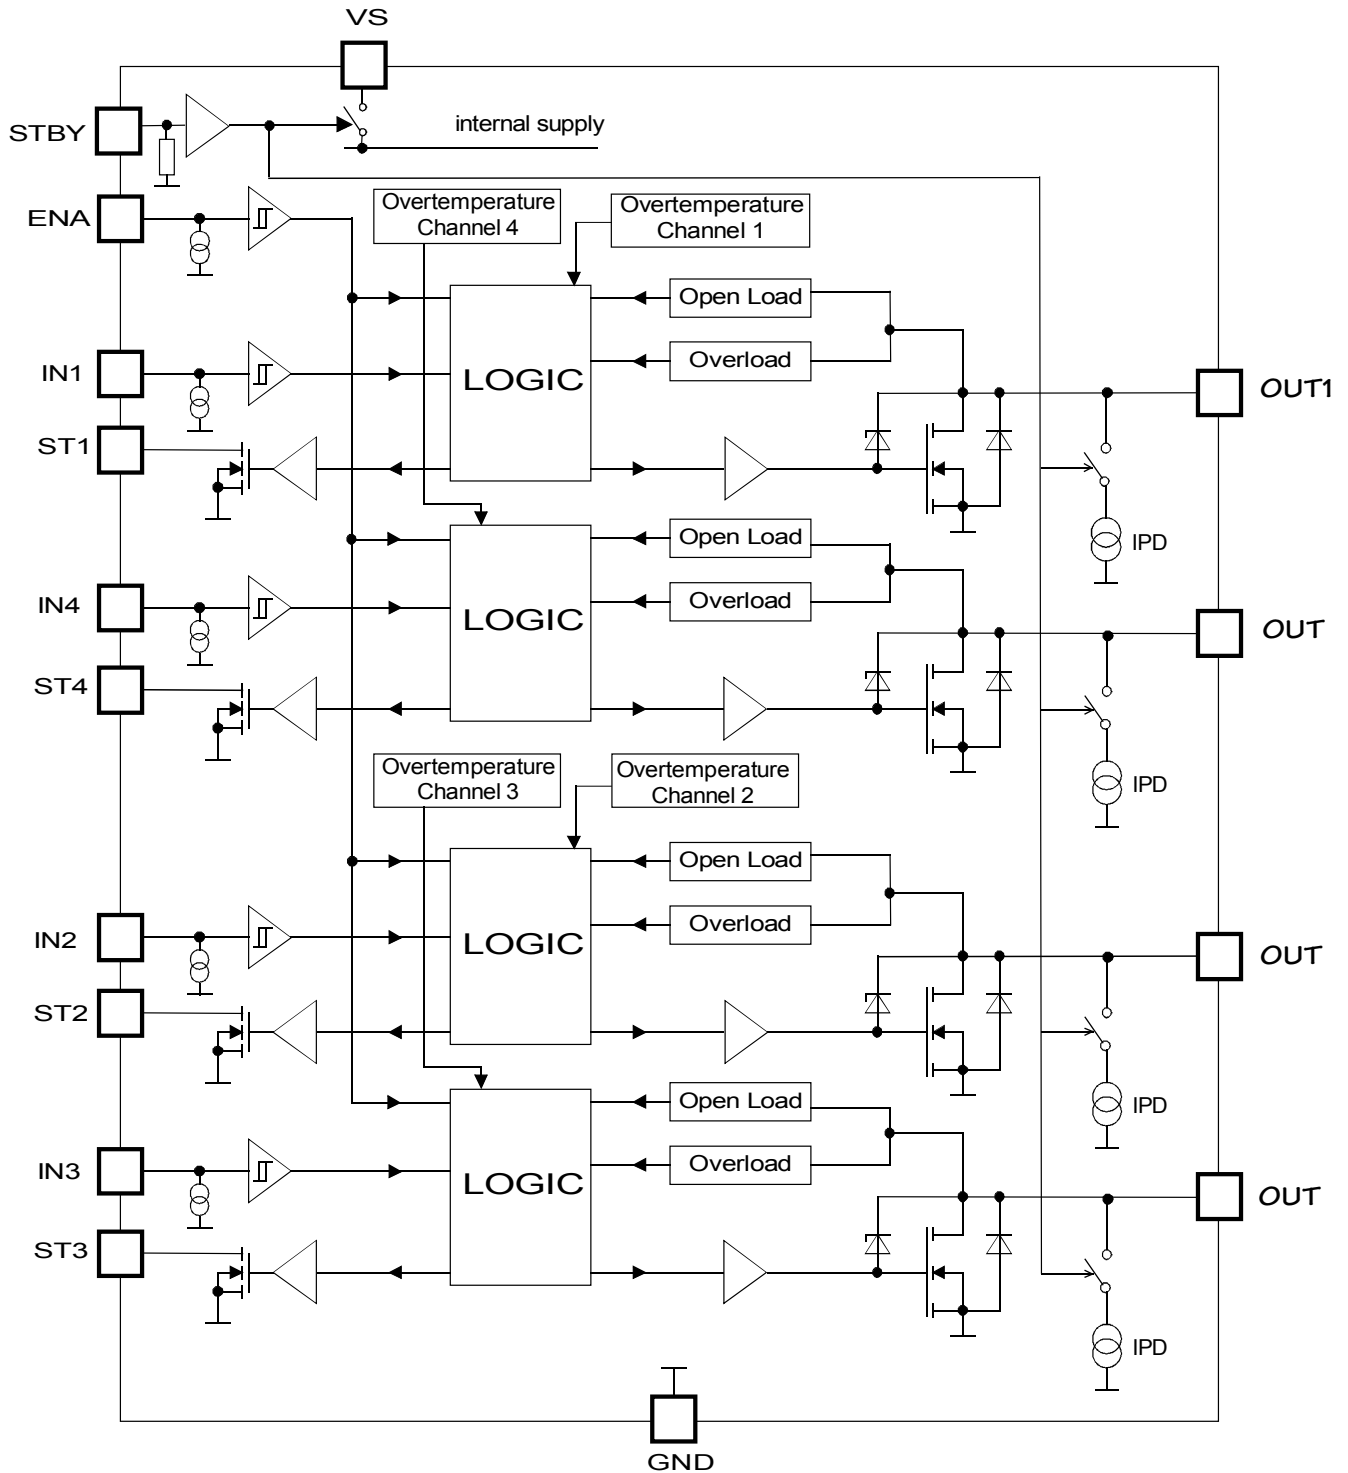 VS
STBY
internal supply
ENA
Overtemperature
Channel 4
Overtemperature
Channel 1
Open Load
IN1
LOGIC
Overload
OUT1
ST1
Open Load
IPD
IN4
LOGIC
Overload
OUT
ST4
Overtemperature
Channel 3
Overtemperature
Channel 2
IPD
Open Load
IN2
LOGIC
Overload
OUT
ST2
Open Load
IPD
IN3
LOGIC
Overload
OUT
ST3
IPD
GND